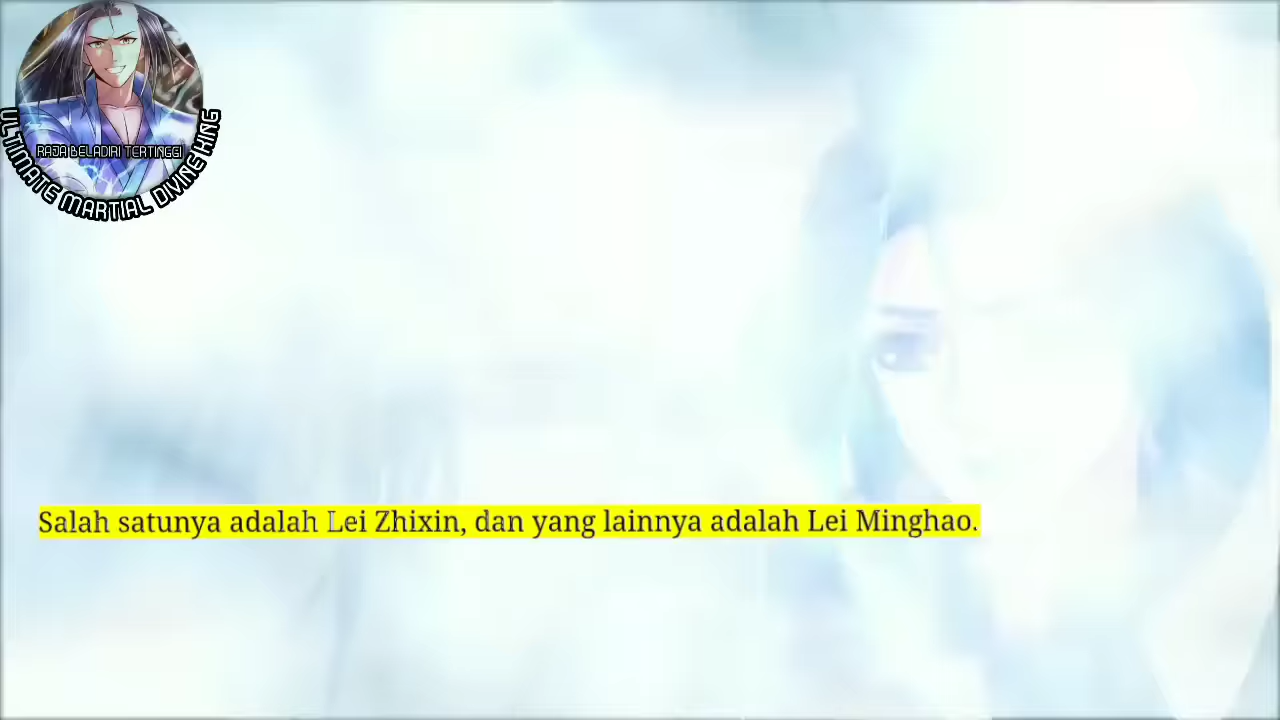 RAJA BELADIRI TERTINGGI
ULTIMATE MARTIAL DIVINE KING
Salah satunya adalah Lei Zhixin, dan yang lainnya adalah Lei Minghao.